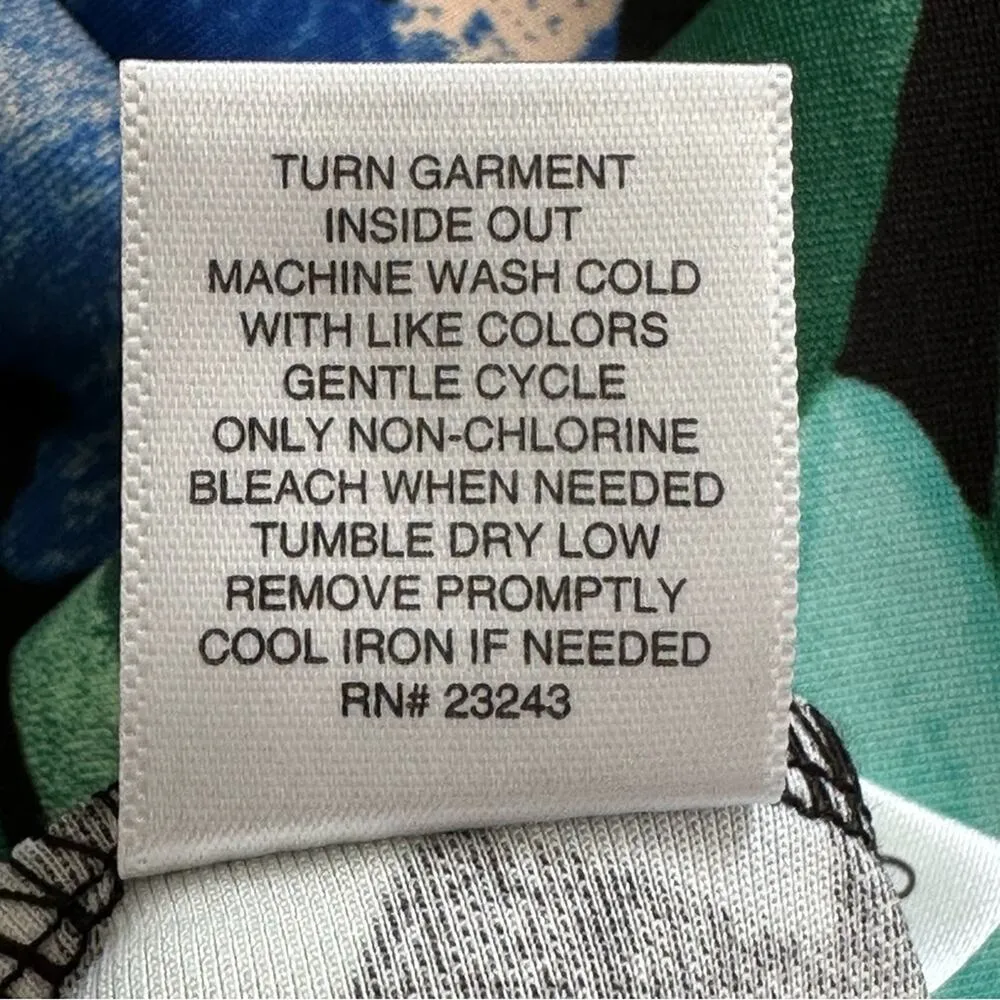 TURN GARMENT
INSIDE OUT
MACHINE WASH COLD
WITH LIKE COLORS
GENTLE CYCLE
ONLY NON-CHLORINE
BLEACH WHEN NEEDED
TUMBLE DRY LOW
REMOVE PROMPTLY
COOL IRON IF NEEDED
RN# 23243